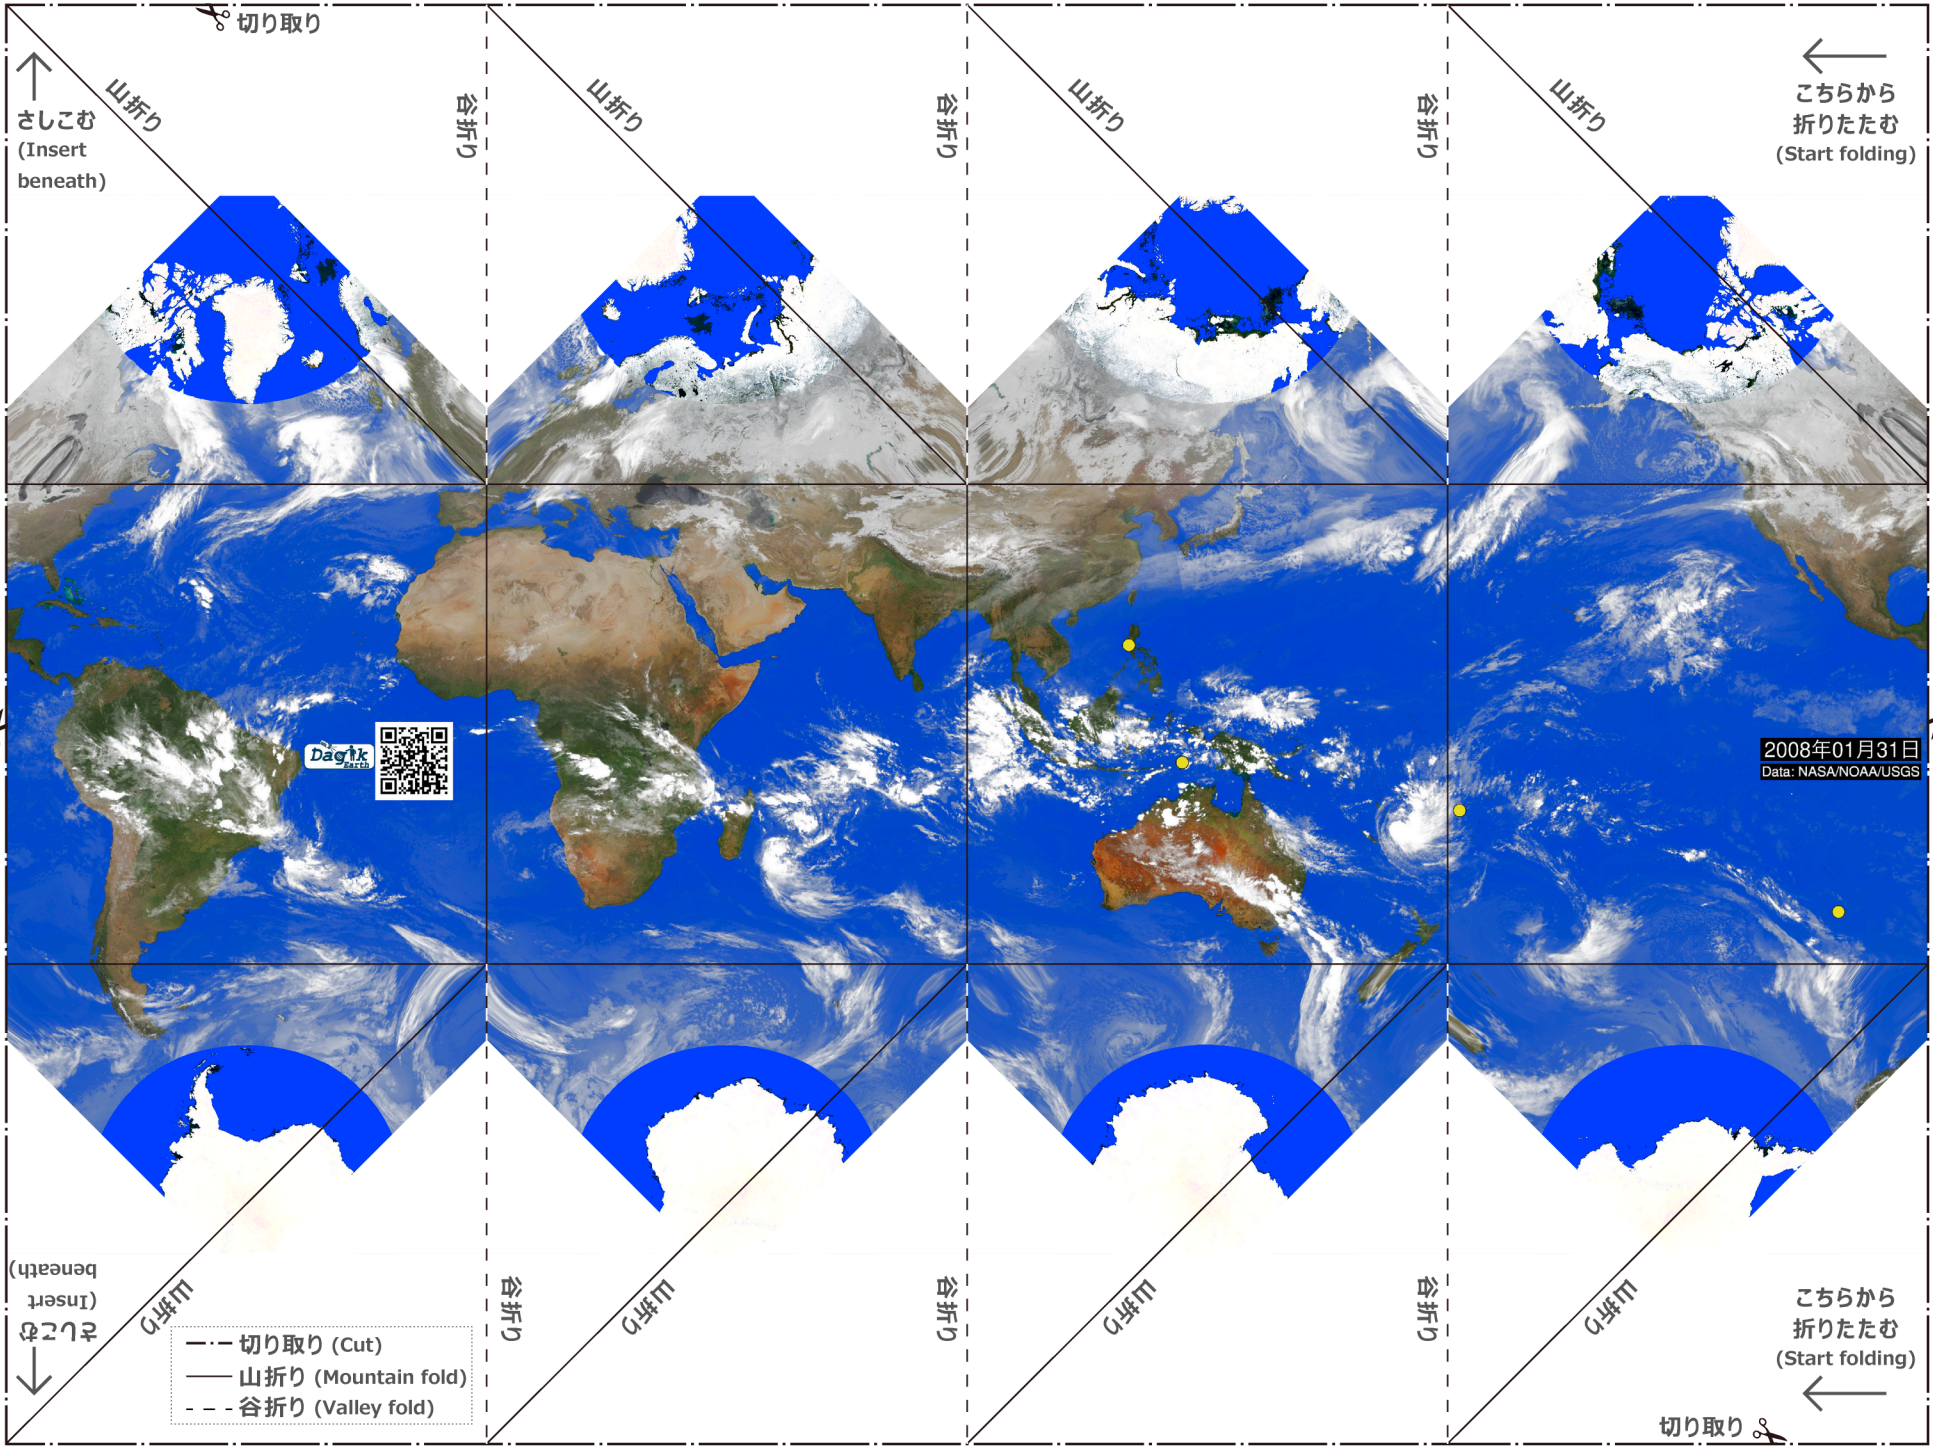 切り取り
山折り
谷折り
山折り
谷折り
山折り
谷折り
山折り
さしこむ
(Insert
beneath)
こちらから
折りたたむ
(Start folding)
Dagik
Earth
2008年01月31日
Data: NASA/NOAA/USGS
さしこむ
(Insert
beneath)
山折り
谷折り
山折り
谷折り
山折り
谷折り
山折り
切り取り (Cut)
山折り (Mountain fold)
谷折り (Valley fold)
こちらから
折りたたむ
(Start folding)
切り取り